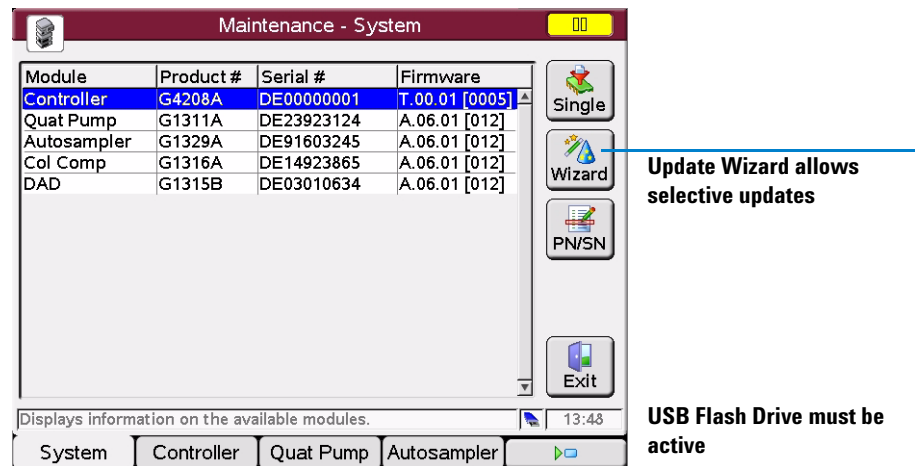 Maintenance - System
Module Product # Serial # Firmware
Controller G4208A DE00000001 T.00.01 [0005]
Quat Pump G1311A DE23923124 A.06.01 [012]
Autosampler G1329A DE91603245 A.06.01 [012]
Col Comp G1316A DE14923865 A.06.01 [012]
DAD G1315B DE03010634 A.06.01 [012]
Single
Wizard
PN/SN
Exit
Update Wizard allows
selective updates
Displays information on the available modules. 13:48
System Controller Quat Pump Autosampler
USB Flash Drive must be
active